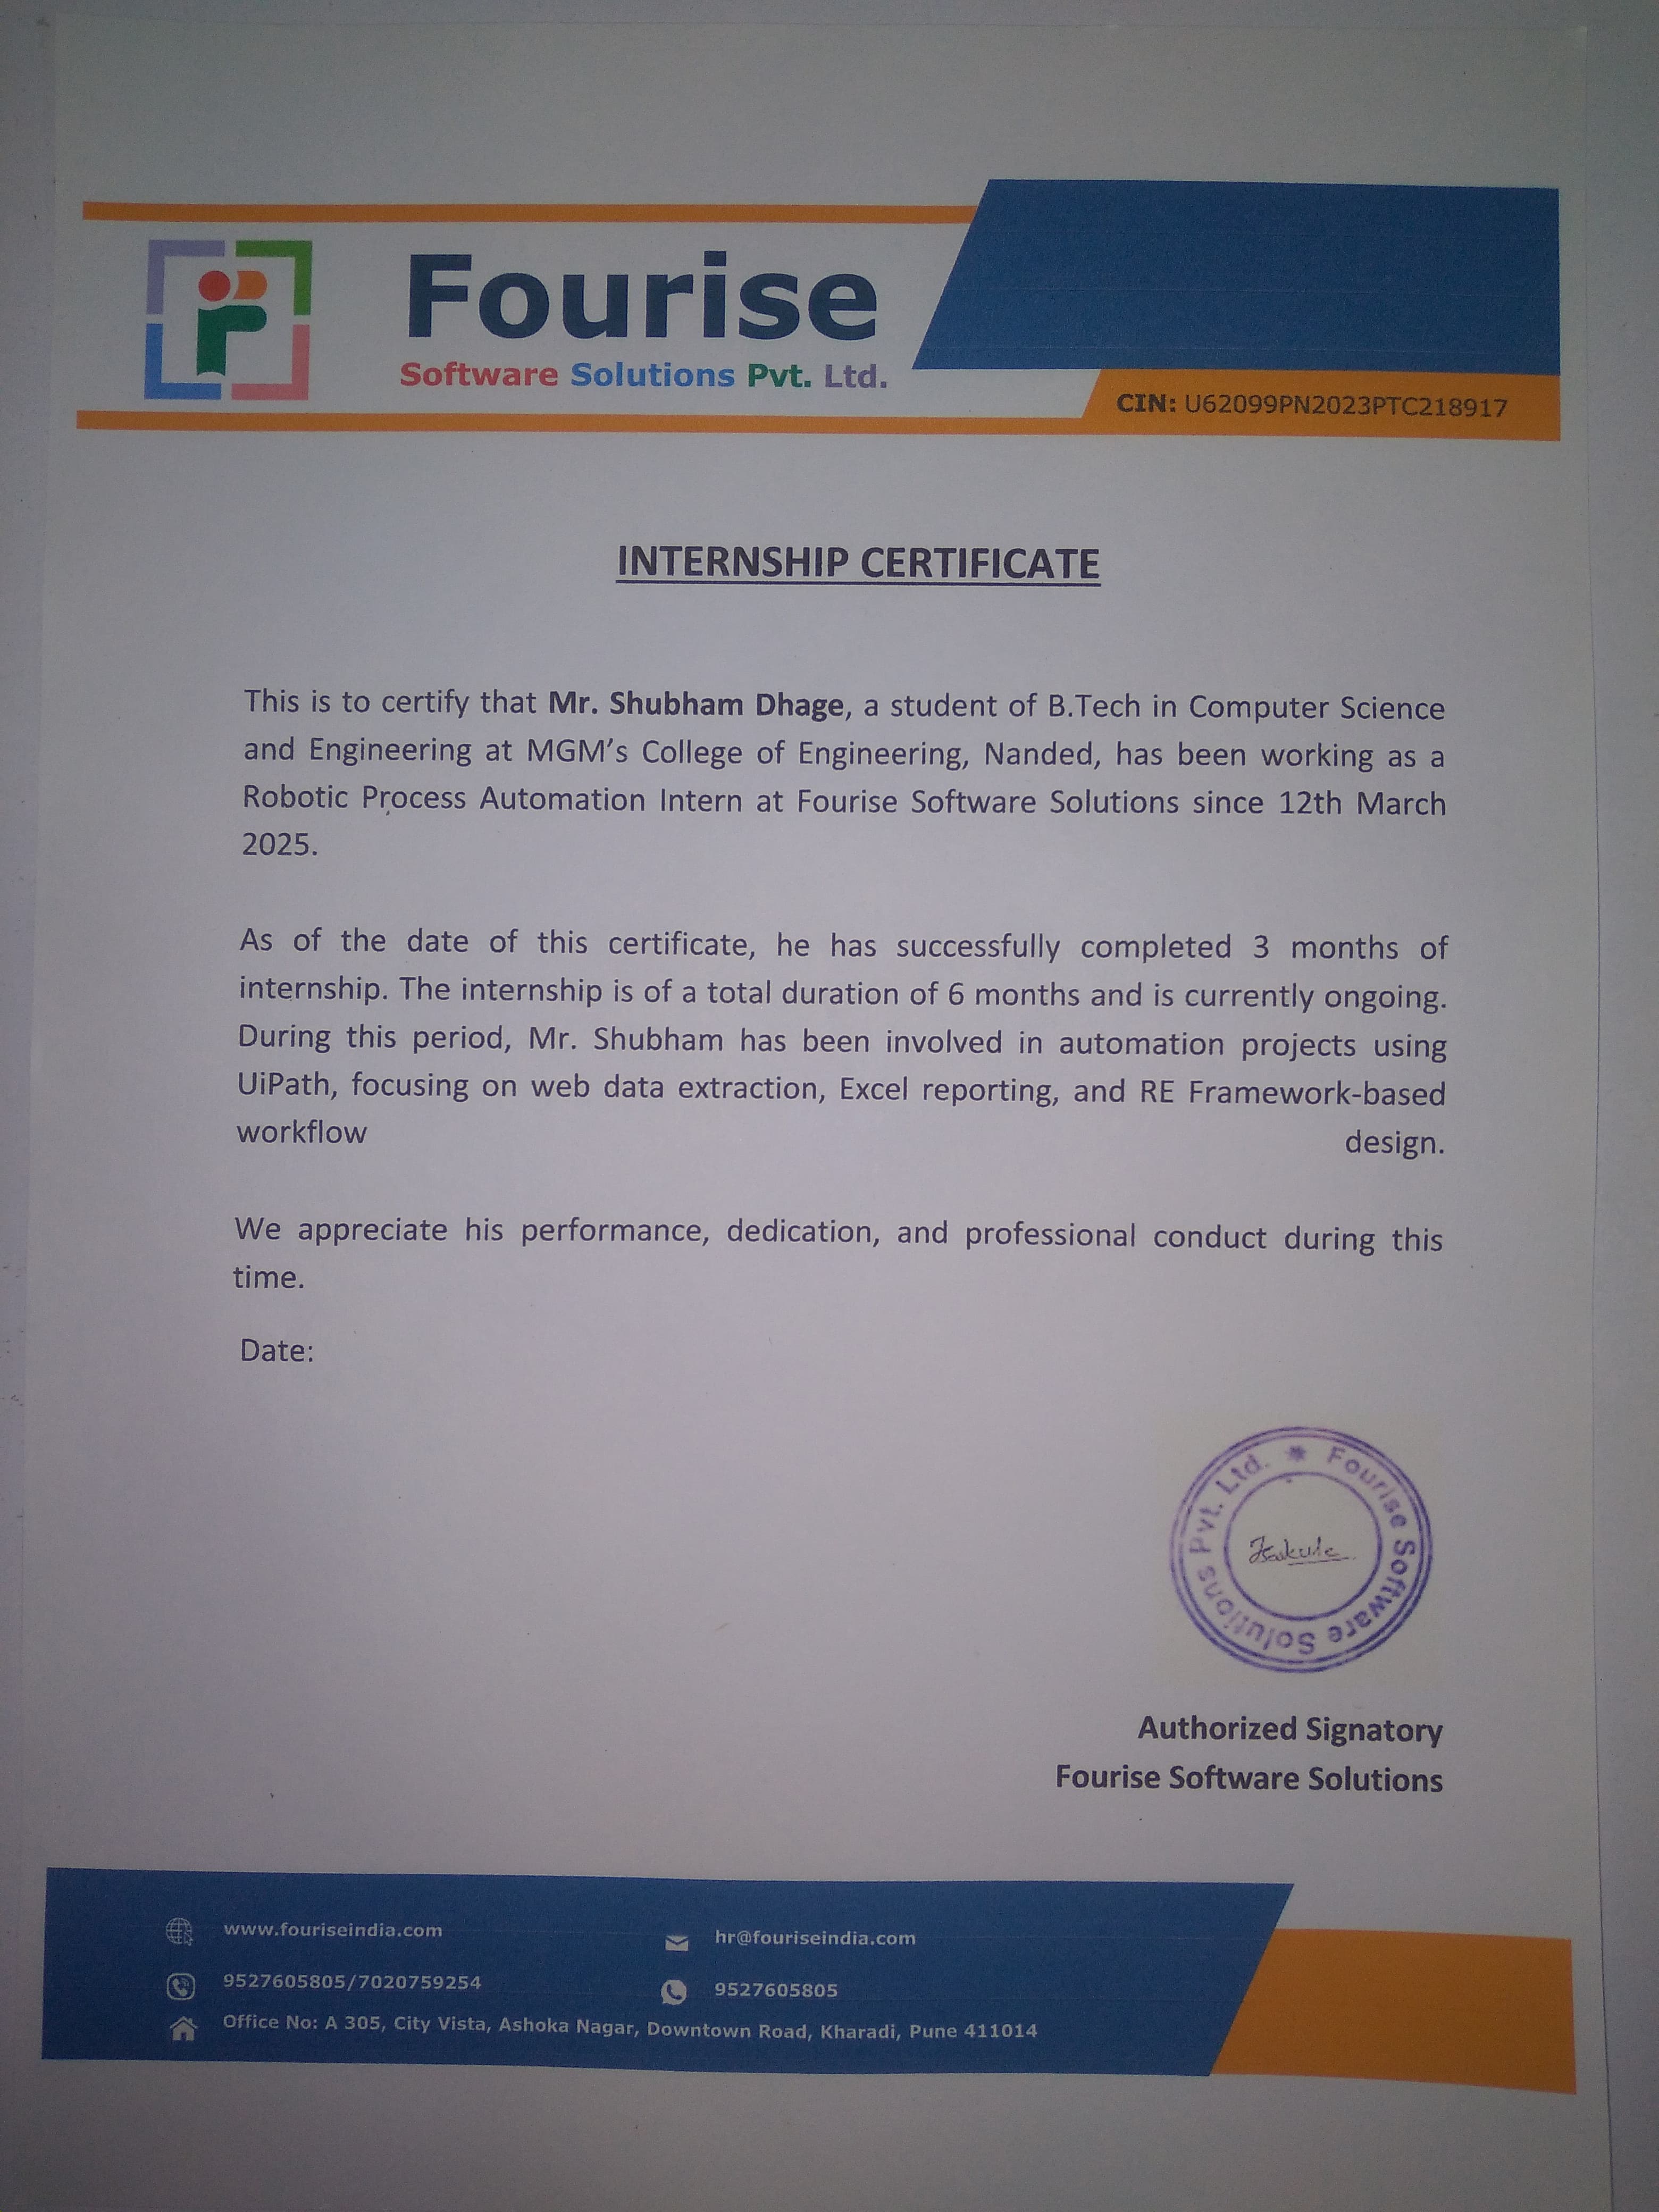 Fourise
Software Solutions Pvt. Ltd.
CIN: U62099PN2023PTC218917
INTERNSHIP CERTIFICATE
This is to certify that Mr. Shubham Dhage, a student of B.Tech in Computer Science
and Engineering at MGM’s College of Engineering, Nanded, has been working as a
Robotic Process Automation Intern at Fourise Software Solutions since 12th March
2025.
As of the date of this certificate, he has successfully completed 3 months of
internship. The internship is of a total duration of 6 months and is currently ongoing.
During this period, Mr. Shubham has been involved in automation projects using
UiPath, focusing on web data extraction, Excel reporting, and RE Framework-based
workflow design.
We appreciate his performance, dedication, and professional conduct during this
time.
Date:
Fourise Software Solutions Pvt. Ltd.
Authorized Signatory
Fourise Software Solutions
www.fouriseindia.com
hr@fouriseindia.com
9527605805/7020759254
9527605805
Office No: A 305, City Vista, Ashoka Nagar, Downtown Road, Kharadi, Pune 411014